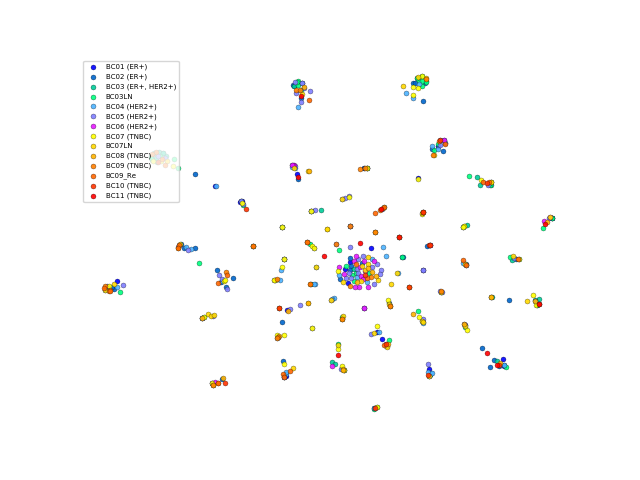 BC01 (ER+)
BC02 (ER+)
BC03 (ER+, HER2+)
BC03LN
BC04 (HER2+)
BC05 (HER2+)
BC06 (HER2+)
BC07 (TNBC)
BC07LN
BC08 (TNBC)
BC09 (TNBC)
BC09_Re
BC10 (TNBC)
BC11 (TNBC)